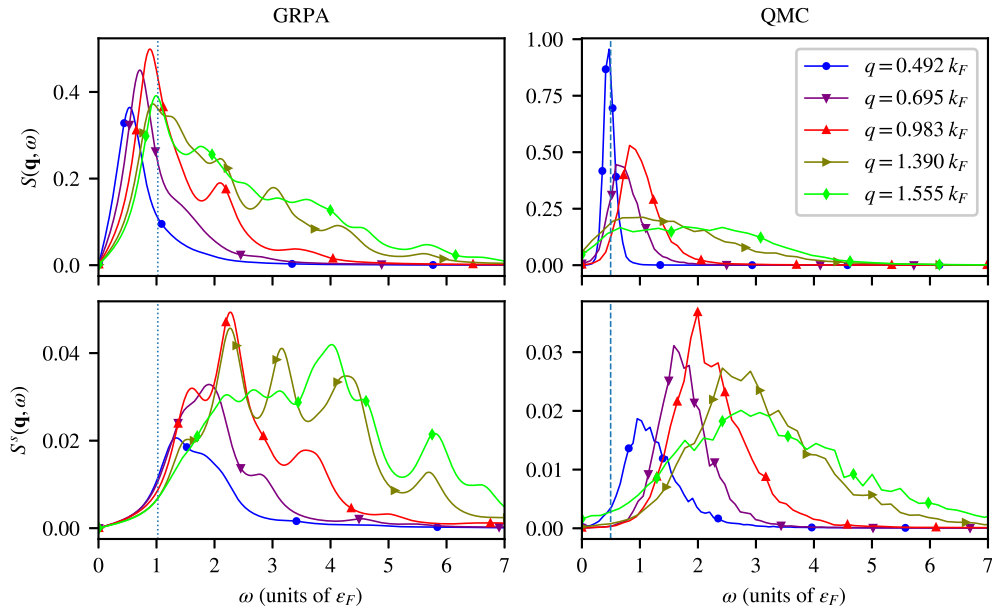 GRPA
QMC
S(q, ω)
0.4
0.2
0.0
1.00
0.75
0.50
0.25
0.00
q = 0.492 k_F
q = 0.695 k_F
q = 0.983 k_F
q = 1.390 k_F
q = 1.555 k_F
0 1 2 3 4 5 6 7
S^s(q, ω)
0.04
0.02
0.00
0.03
0.02
0.01
0.00
0 1 2 3 4 5 6 7
ω (units of ε_F)
ω (units of ε_F)